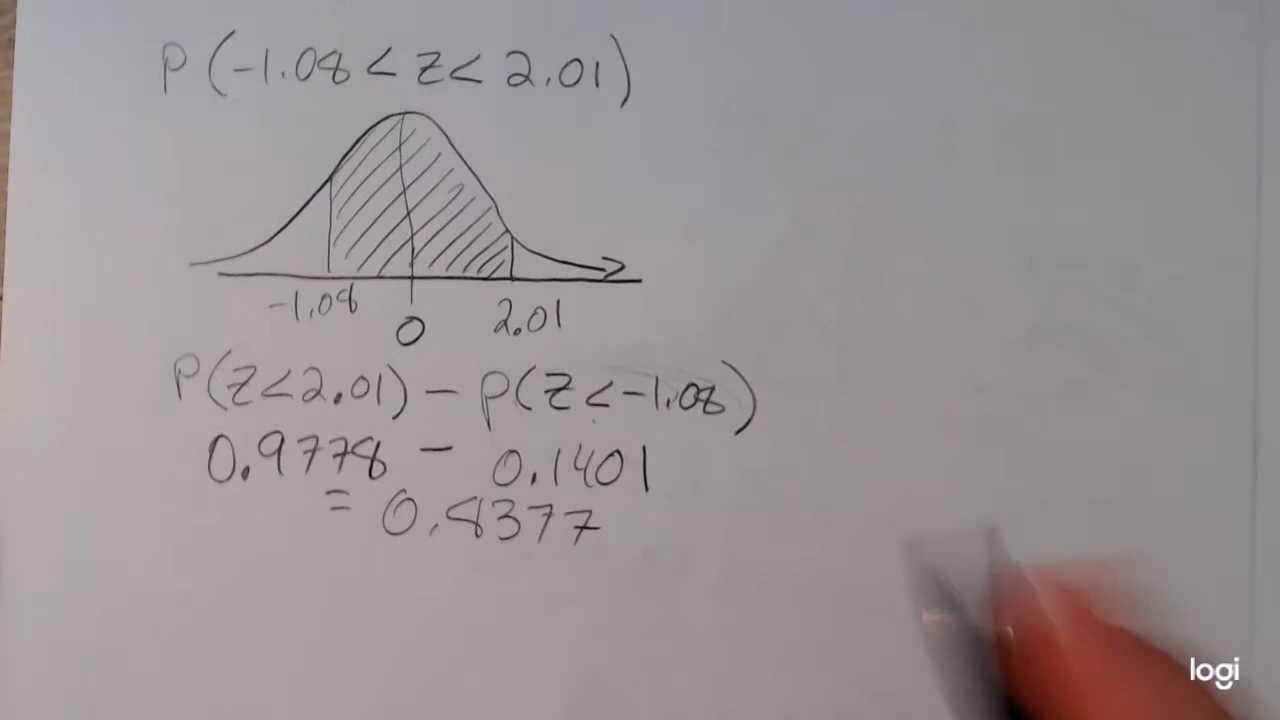 P(-1.08 < Z < 2.01)
-1.08
0
2.01
P(Z<2.01) - P(Z<-1.08)
0.9778 - 0.1401
= 0.8377
logi